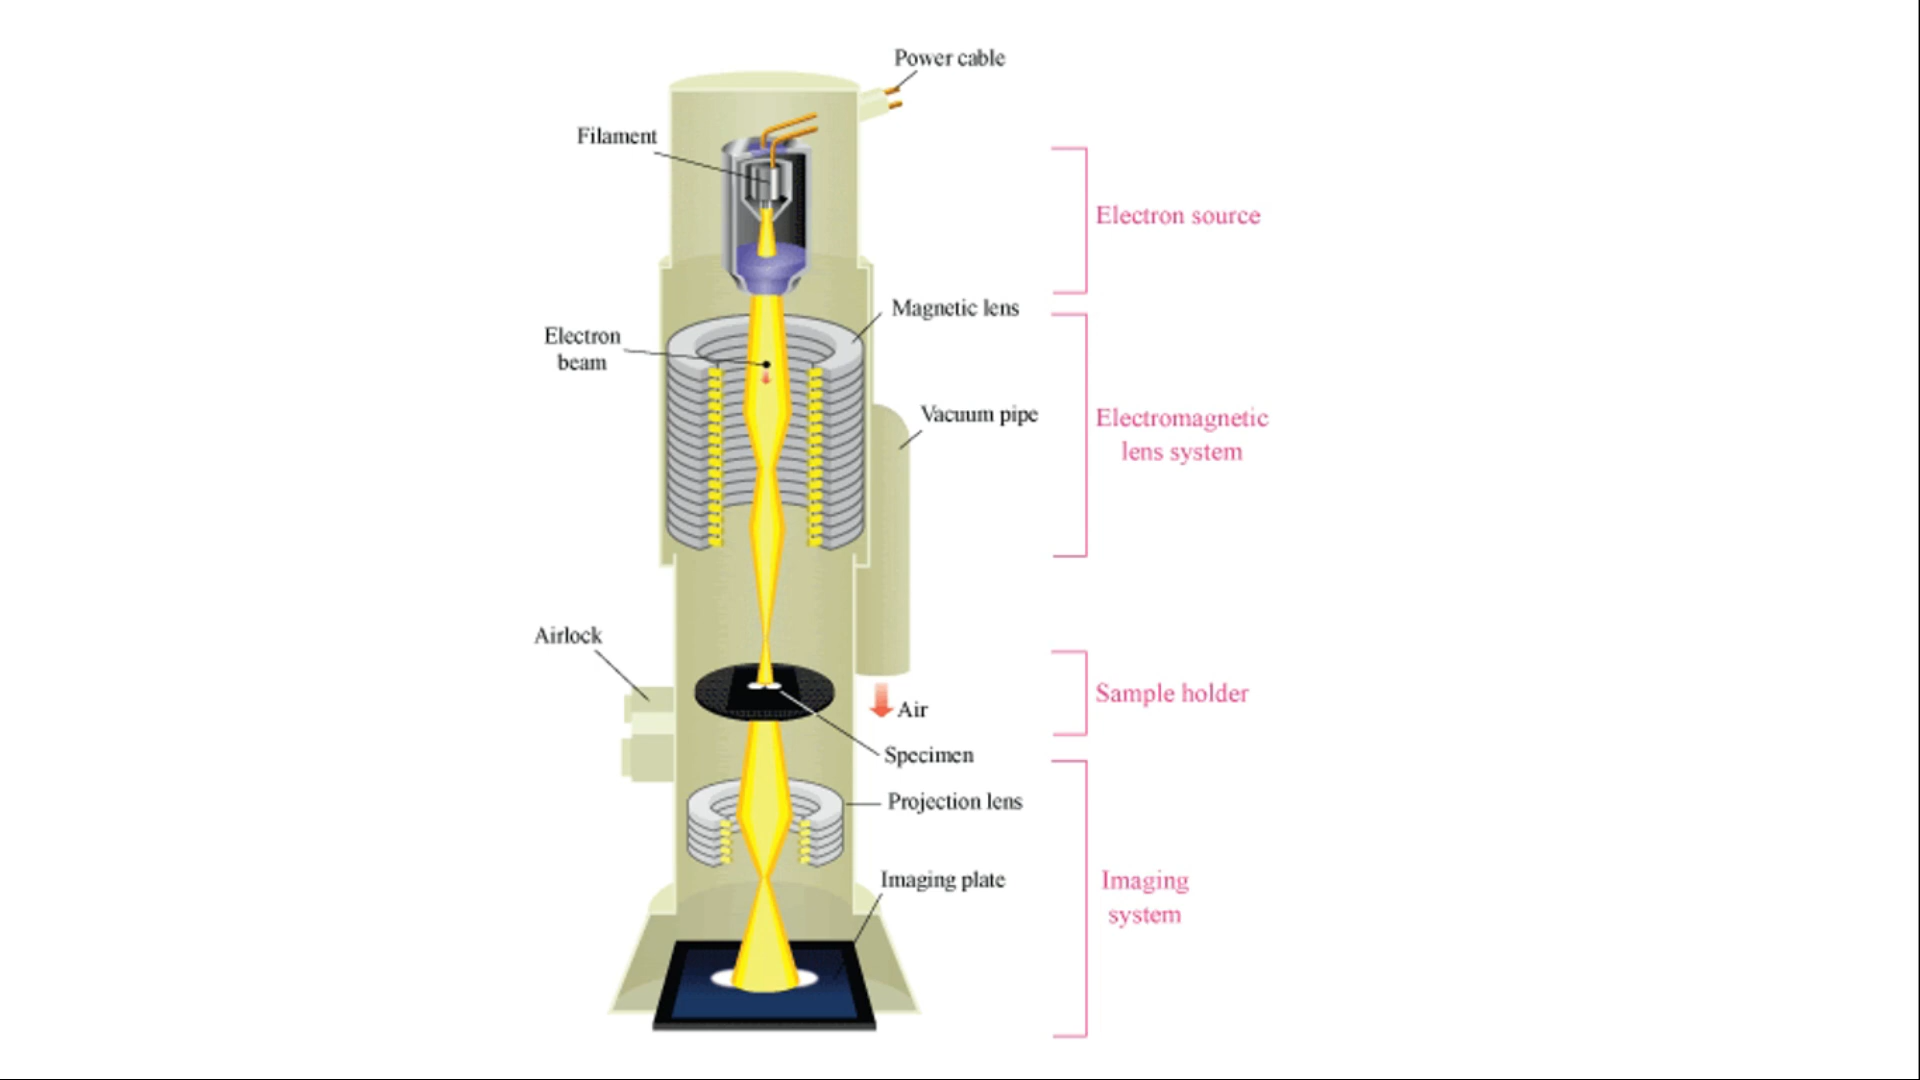 Power cable
Filament
Electron source
Magnetic lens
Electron
beam
Vacuum pipe
Electromagnetic
lens system
Airlock
Sample holder
Air
Specimen
Projection lens
Imaging plate
Imaging
system